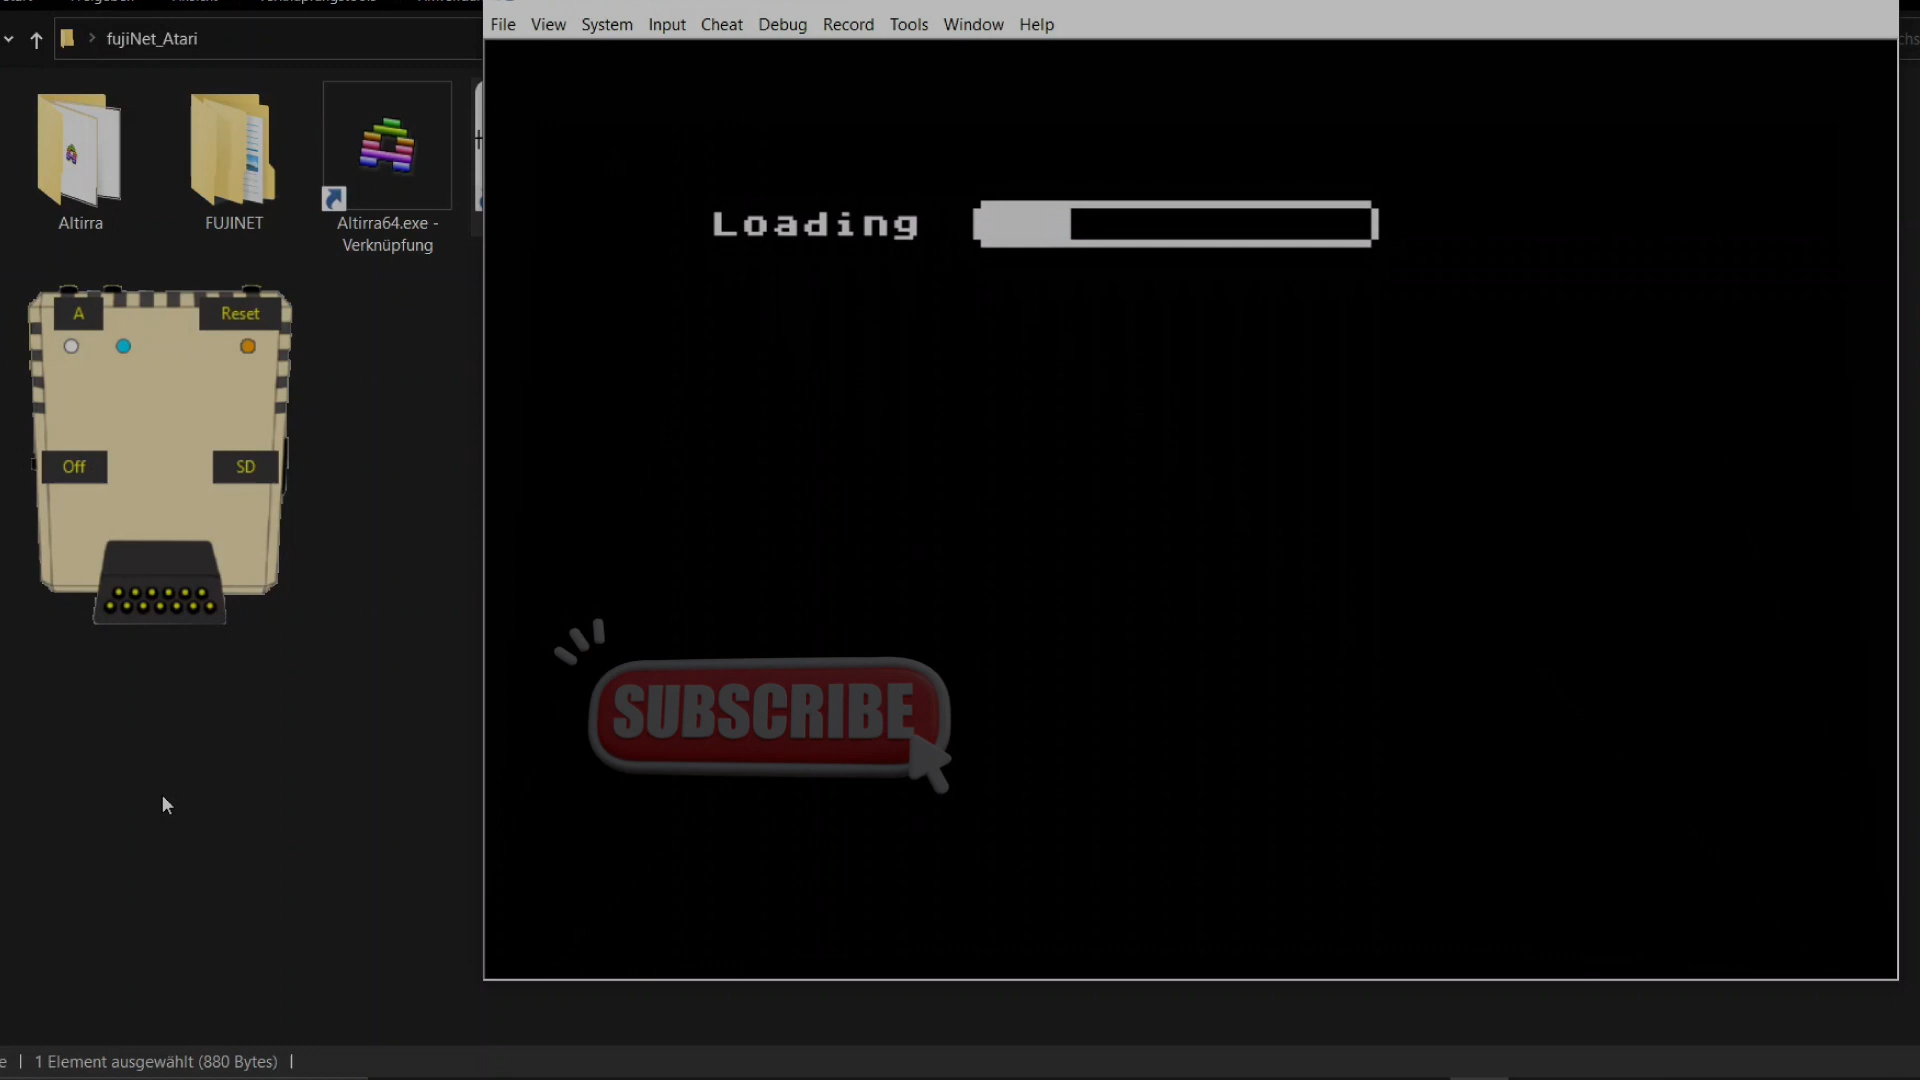 File View System Input Cheat Debug Record Tools Window Help
fujiNet_Atari
Altirra
FUJINET
Altirra64.exe -
Verknüpfung
Loading
A
Reset
Off
SD
SUBSCRIBE
1 Element ausgewählt (880 Bytes)